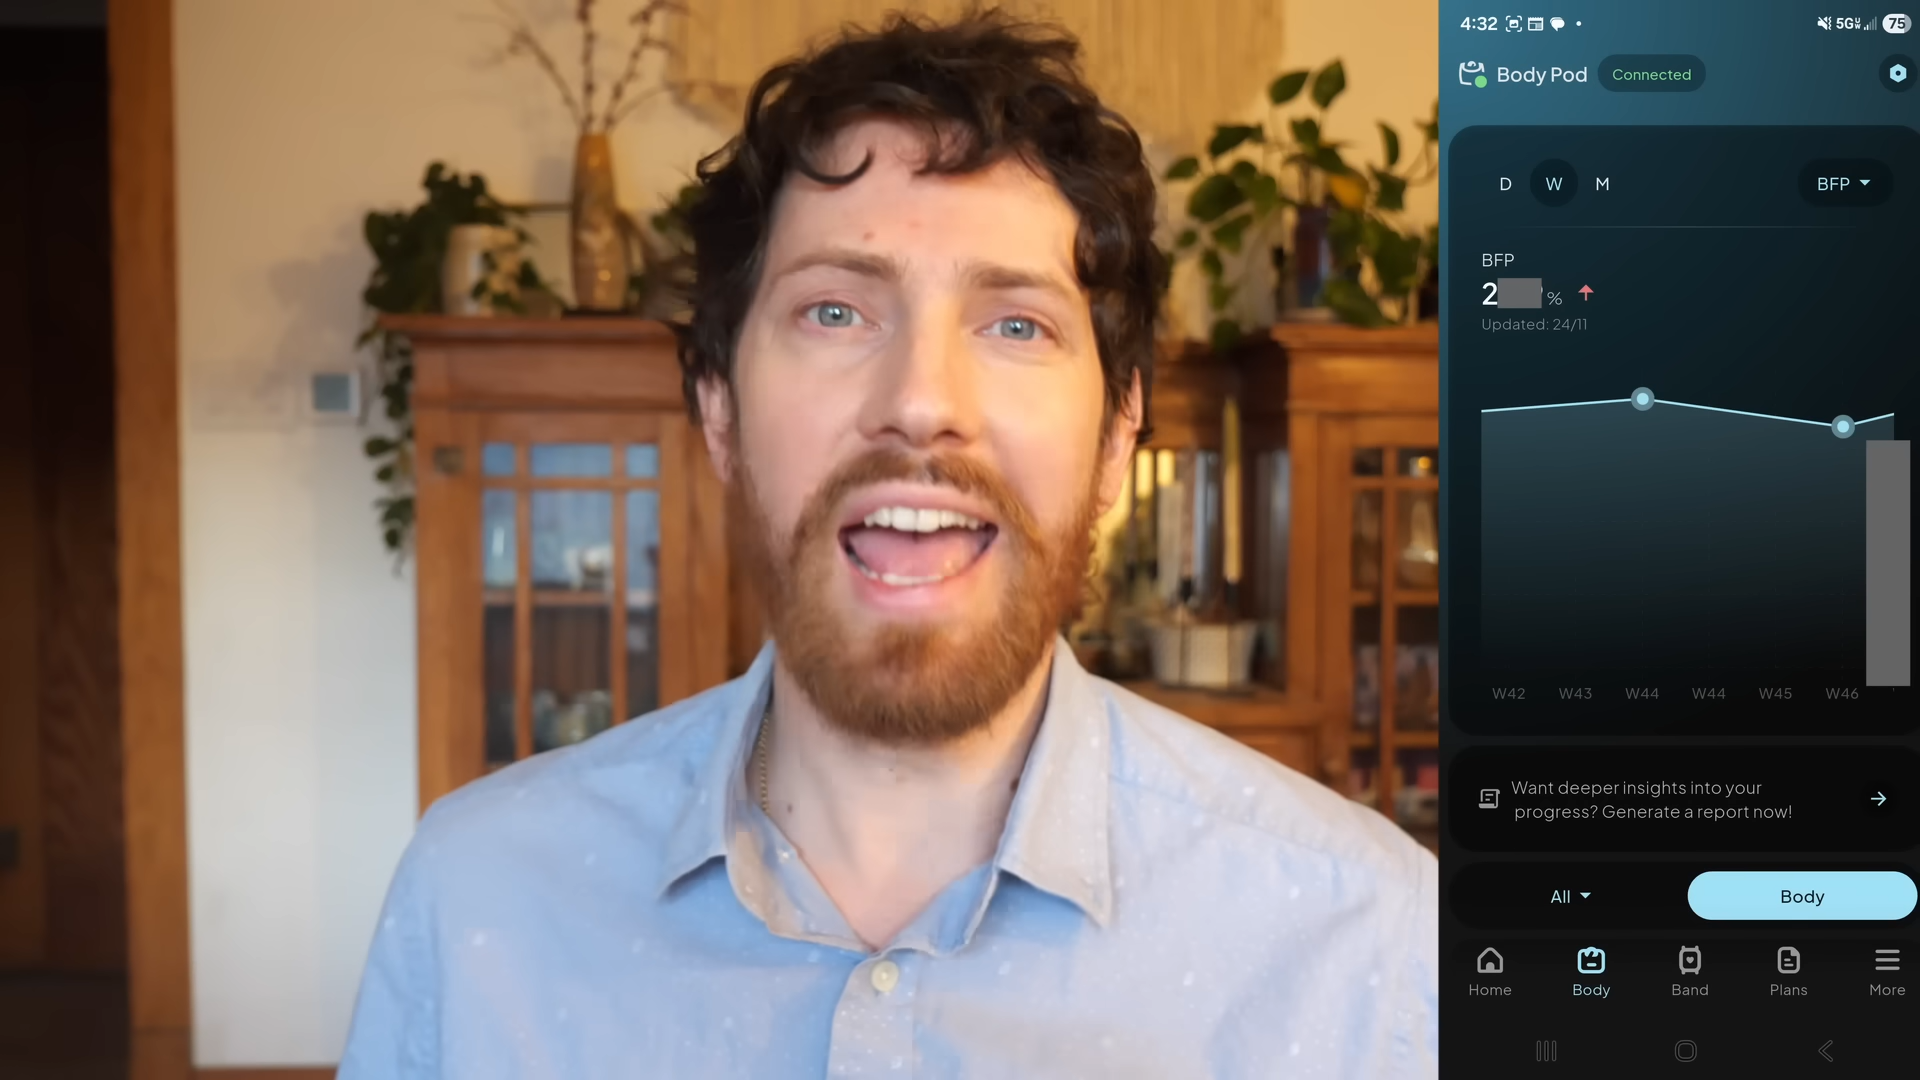 4:32
5G
75
Body Pod
Connected
D W M
BFP
BFP
2 %
Updated: 24/11
W42 W43 W44 W44 W45 W46
Want deeper insights into your
progress? Generate a report now!
All
Body
Home Body Band Plans More